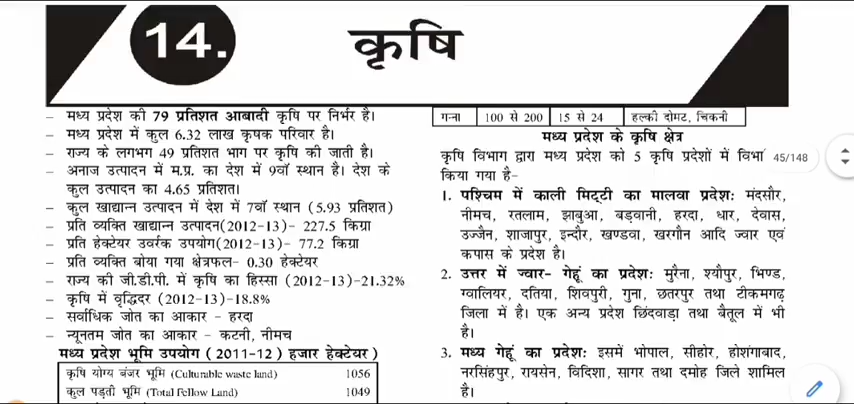 14.
कृषि
– मध्य प्रदेश की 79 प्रतिशत आबादी कृषि पर निर्भर है।
– मध्य प्रदेश में कुल 6.32 लाख कृषक परिवार है।
– राज्य के लगभग 49 प्रतिशत भाग पर कृषि की जाती है।
– अनाज उत्पादन में म.प्र. का देश में 9वाँ स्थान है। देश के
कुल उत्पादन का 4.65 प्रतिशत।
– कुल खाद्यान्न उत्पादन में देश में 7वाँ स्थान (5.93 प्रतिशत)
– प्रति व्यक्ति खाद्यान्न उत्पादन(2012-13)- 227.5 किग्रा
– प्रति हेक्टेयर उवर्रक उपयोग(2012-13)- 77.2 किग्रा
– प्रति व्यक्ति बोया गया क्षेत्रफल- 0.30 हेक्टेयर
– राज्य की जी.डी.पी. में कृषि का हिस्सा (2012-13)-21.32%
– कृषि में वृद्धिदर (2012-13)-18.8%
– सर्वाधिक जोत का आकार - हरदा
– न्यूनतम जोत का आकार - कटनी, नीमच
मध्य प्रदेश भूमि उपयोग (2011-12) हजार हेक्टेयर)
कृषि योग्य बंजर भूमि (Culturable waste land) 1056
कुल पड़ती भूमि (Total Fellow Land) 1049
गन्ना 100 से 200 15 से 24 हल्की दोमट, चिकनी
मध्य प्रदेश के कृषि क्षेत्र
कृषि विभाग द्वारा मध्य प्रदेश को 5 कृषि प्रदेशों में विभा 45/148
किया गया है-
1. पश्चिम में काली मिट्टी का मालवा प्रदेशः मंदसौर,
नीमच, रतलाम, झाबुआ, बड़वानी, हरदा, धार, देवास,
उज्जैन, शाजापुर, इन्दौर, खण्डवा, खरगौन आदि ज्वार एवं
कपास के प्रदेश है।
2. उत्तर में ज्वार- गेहूं का प्रदेशः मुरैना, श्यौपुर, भिण्ड,
ग्वालियर, दतिया, शिवपुरी, गुना, छतरपुर तथा टीकमगढ़
जिला में है। एक अन्य प्रदेश छिंदवाड़ा तथा बैतूल में भी
है।
3. मध्य गेहूं का प्रदेशः इसमें भोपाल, सीहोर, होशंगाबाद,
नरसिंहपुर, रायसेन, विदिशा, सागर तथा दमोह जिले शामिल
है।